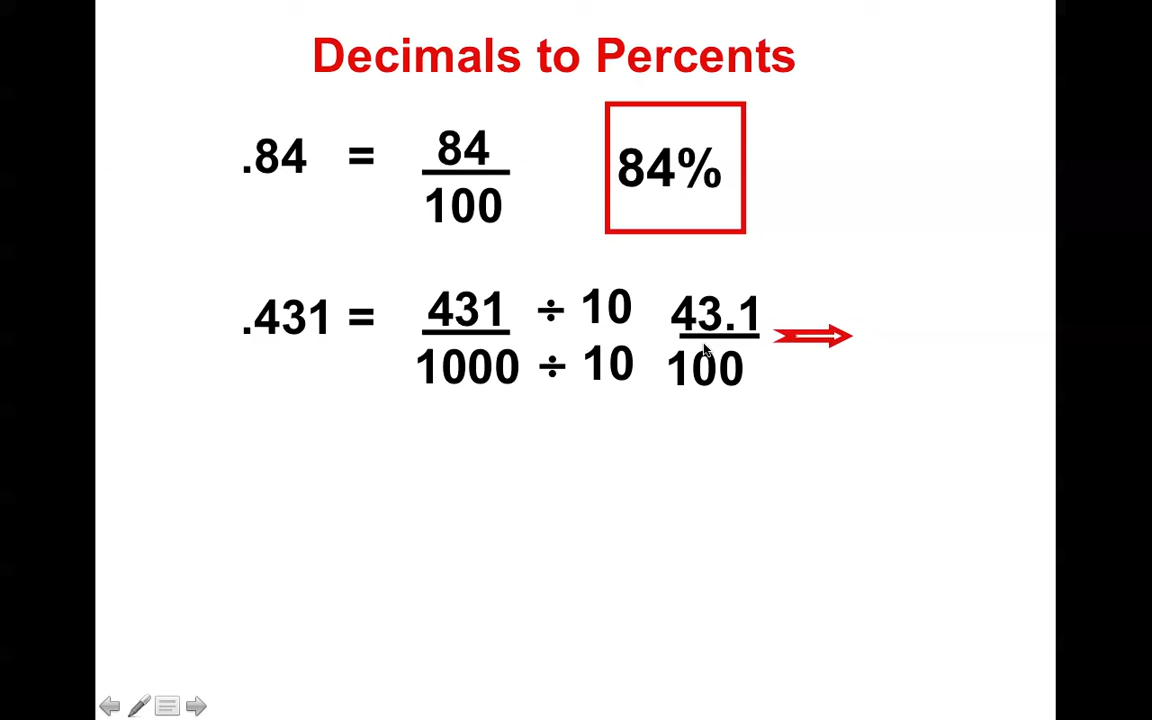 Decimals to Percents
.84 = 84/100 84%
.431 = 431/1000 ÷ 10/÷ 10 43.1/100